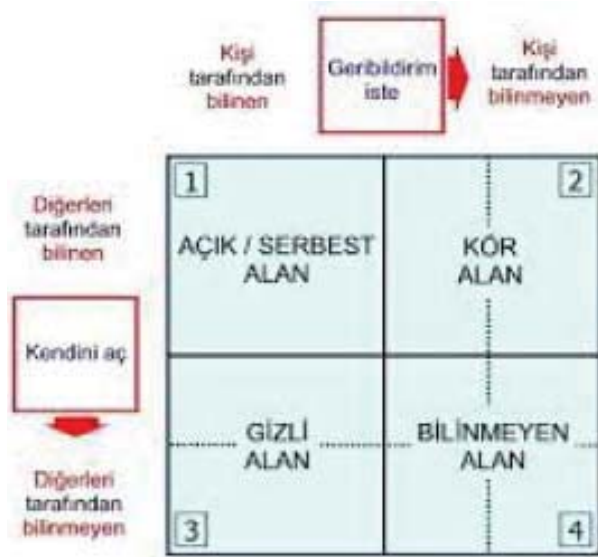 Kişi
tarafından
bilinen
Geribildirim
iste
Kişi
tarafından
bilinmeyen
Diğerleri
tarafından
bilinen
Kendini aç
Diğerleri
tarafından
bilinmeyen
1
AÇIK / SERBEST
ALAN
2
KÖR
ALAN
GİZLİ
ALAN
3
BİLİNMEYEN
ALAN
4